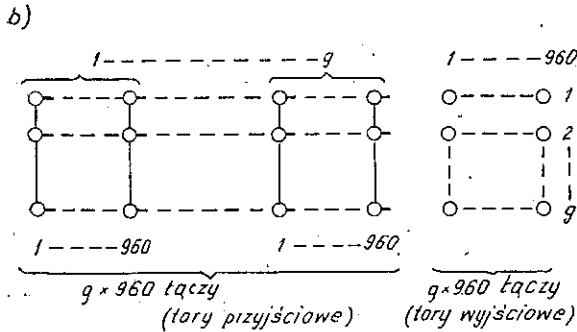 b)
1 - - - - - - - - - - - g
1 - - - - 960
1
2
g
1 - - - - 960
1 - - - - 960
g × 960 łączy
(tory przyjściowe)
g × 960 łączy
(tory wyjściowe)